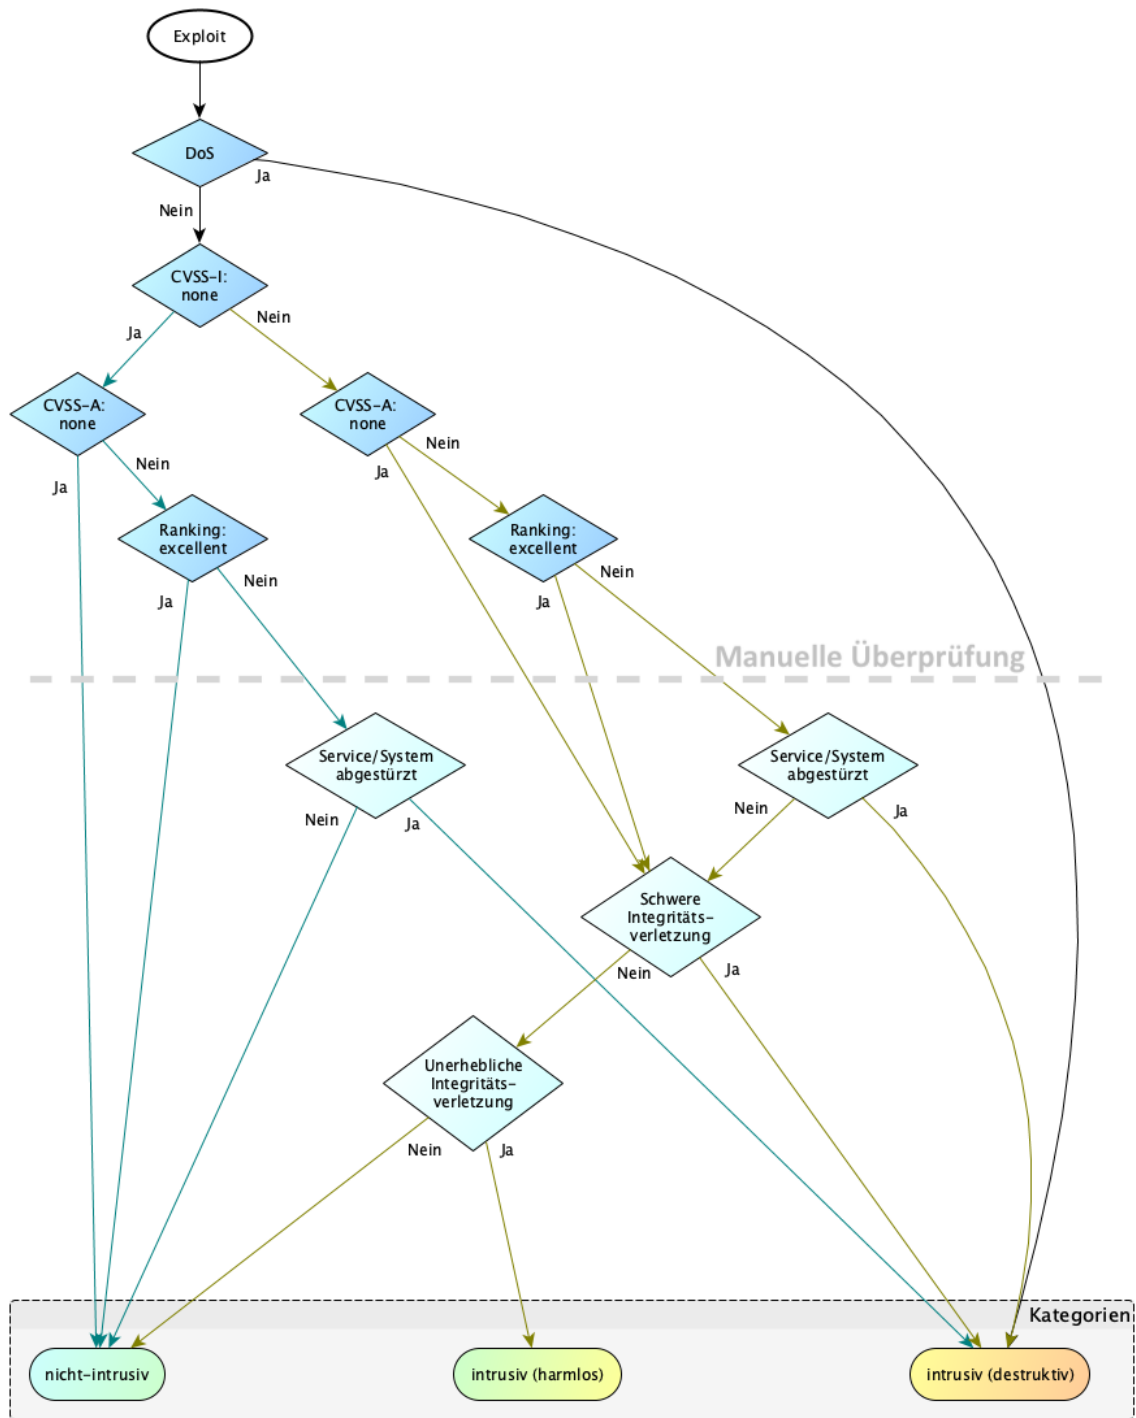 Exploit
DoS
Ja
Nein
CVSS-I:
none
Ja
Nein
CVSS-A:
none
CVSS-A:
none
Nein
Nein
Ja
Ja
Ranking:
excellent
Ranking:
excellent
Nein
Nein
Ja
Ja
Manuelle Überprüfung
Service/System
abgestürzt
Service/System
abgestürzt
Nein
Ja
Nein
Ja
Schwere
Integritäts-
verletzung
Nein
Ja
Unerhebliche
Integritäts-
verletzung
Nein
Ja
Kategorien
nicht-intrusiv
intrusiv (harmlos)
intrusiv (destruktiv)